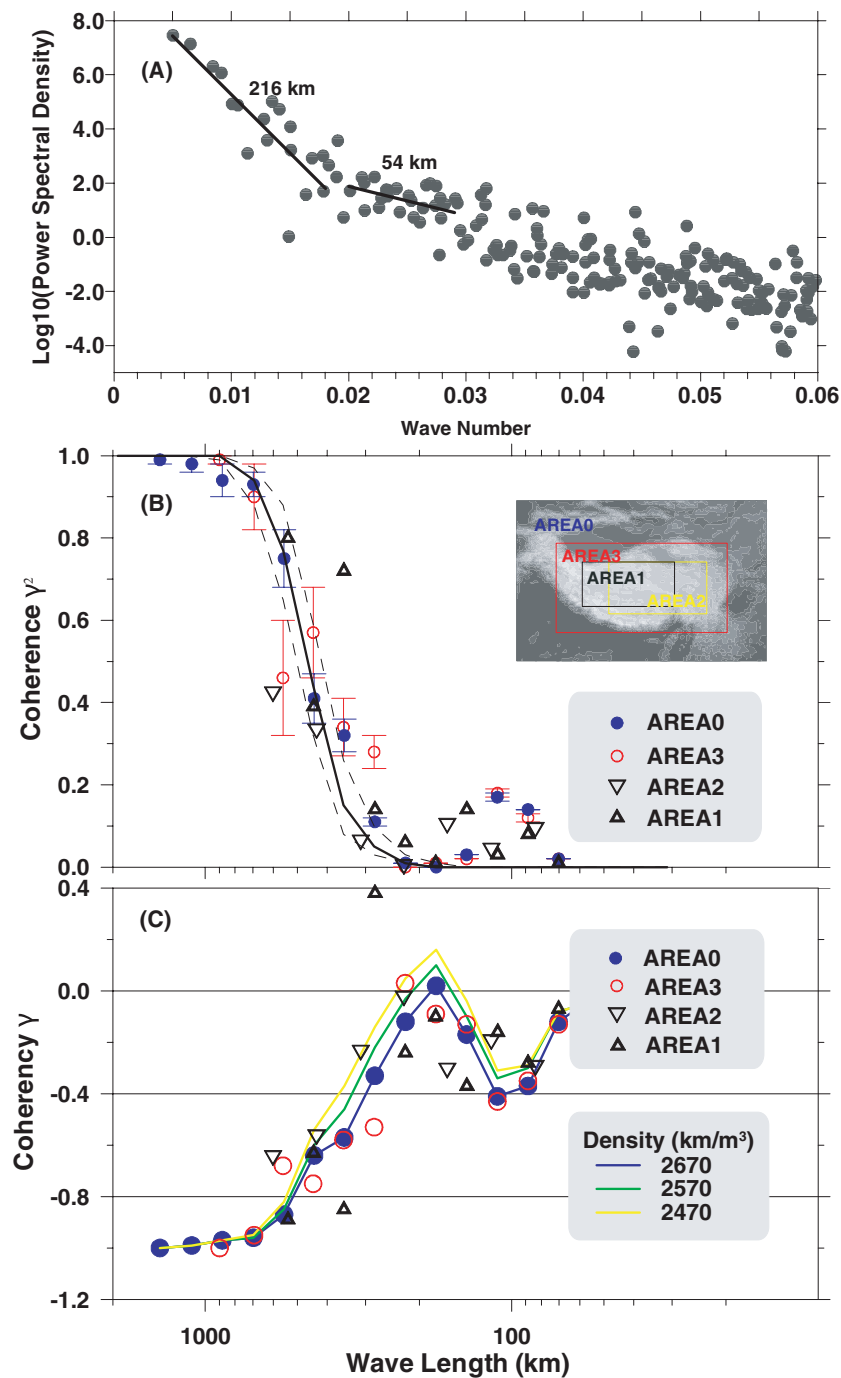 8.0
6.0
4.0
2.0
0.0
-2.0
-4.0
Log10(Power Spectral Density)
(A)
216 km
54 km
0 0.01 0.02 0.03 0.04 0.05 0.06
Wave Number
1.0
0.8
0.6
0.4
0.2
0.0
Coherence γ²
(B)
AREA0
AREA3
AREA1
AREA2
AREA0
AREA3
AREA2
AREA1
0.4
0.0
-0.4
-0.8
-1.2
Coherency γ
(C)
AREA0
AREA3
AREA2
AREA1
Density (km/m³)
2670
2570
2470
1000 100
Wave Length (km)